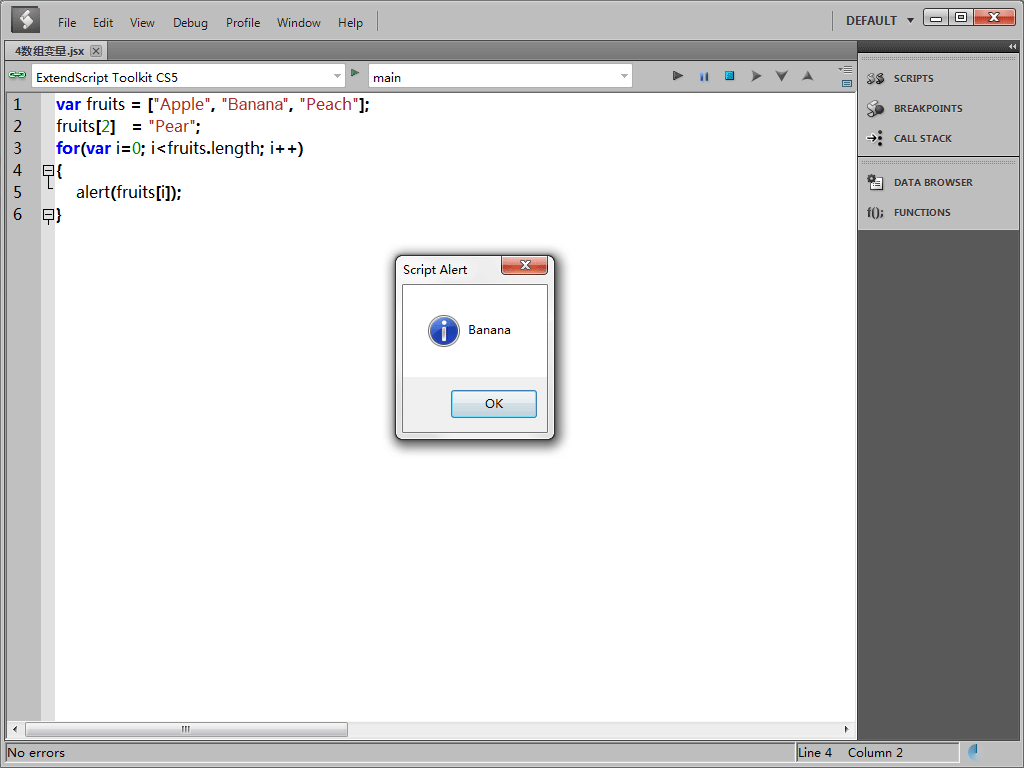 File Edit View Debug Profile Window Help DEFAULT
4数组变量.jsx
ExtendScript Toolkit CS5 main
1 var fruits = ["Apple", "Banana", "Peach"];
2 fruits[2] = "Pear";
3 for(var i=0; i<fruits.length; i++)
4 {
5 alert(fruits[i]);
6 }
SCRIPTS
BREAKPOINTS
CALL STACK
DATA BROWSER
f(); FUNCTIONS
Script Alert
Banana
OK
No errors Line 4 Column 2